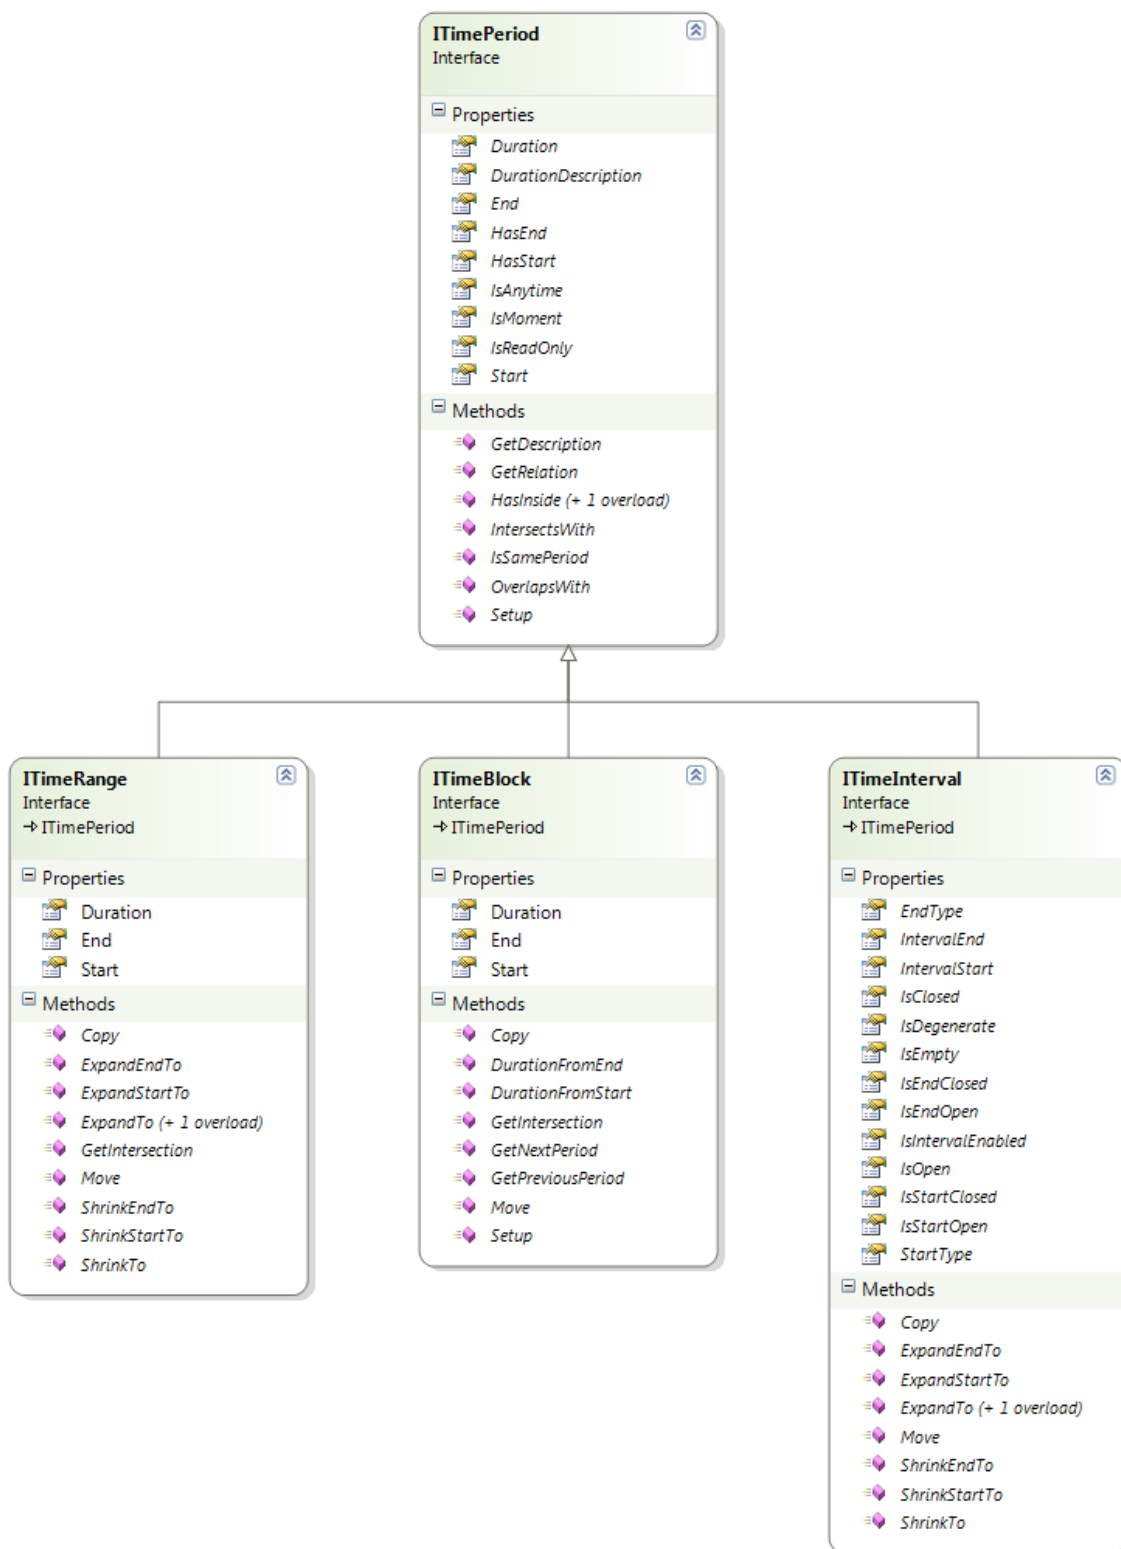 ITimePeriod
Interface
Properties
Duration
DurationDescription
End
HasEnd
HasStart
IsAnytime
IsMoment
IsReadOnly
Start
Methods
GetDescription
GetRelation
HasInside (+ 1 overload)
IntersectsWith
IsSamePeriod
OverlapsWith
Setup
ITimeRange
Interface
ITimePeriod
Properties
Duration
End
Start
Methods
Copy
ExpandEndTo
ExpandStartTo
ExpandTo (+ 1 overload)
GetIntersection
Move
ShrinkEndTo
ShrinkStartTo
ShrinkTo
ITimeBlock
Interface
ITimePeriod
Properties
Duration
End
Start
Methods
Copy
DurationFromEnd
DurationFromStart
GetIntersection
GetNextPeriod
GetPreviousPeriod
Move
Setup
ITimeInterval
Interface
ITimePeriod
Properties
EndType
IntervalEnd
IntervalStart
IsClosed
IsDegenerate
IsEmpty
IsEndClosed
IsEndOpen
IsIntervalEnabled
IsOpen
IsStartClosed
IsStartOpen
StartType
Methods
Copy
ExpandEndTo
ExpandStartTo
ExpandTo (+ 1 overload)
Move
ShrinkEndTo
ShrinkStartTo
ShrinkTo